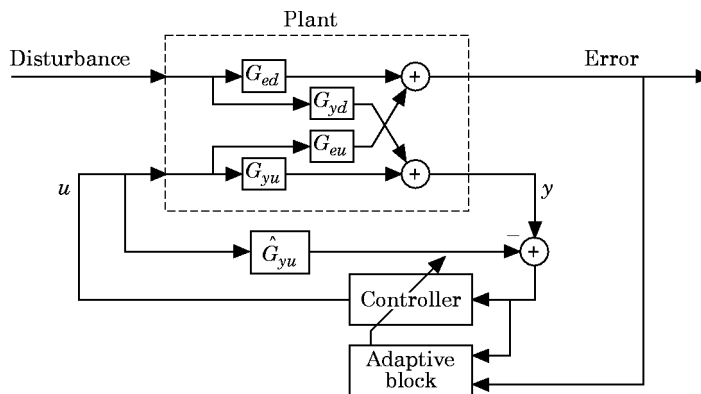 Plant
Disturbance
Error
G_ed
G_yd
G_eu
G_yu
+
+
u
y
Ĝ_yu
−
+
Controller
Adaptive
block